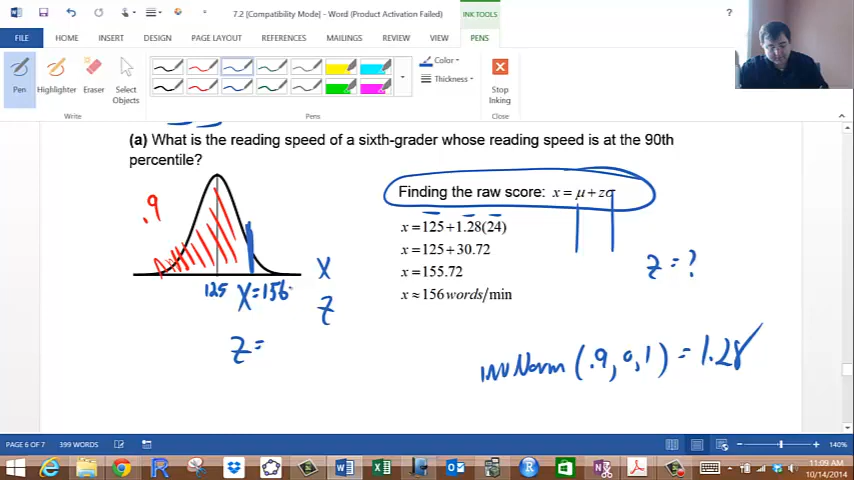 7.2 [Compatibility Mode] - Word (Product Activation Failed)
INK TOOLS
?
FILE
HOME
INSERT
DESIGN
PAGE LAYOUT
REFERENCES
MAILINGS
REVIEW
VIEW
PENS
Pen
Highlighter
Eraser
Select Objects
Color
Thickness
Stop Inking
Write
Pens
Close
(a) What is the reading speed of a sixth-grader whose reading speed is at the 90th
percentile?
.9
Finding the raw score: x = μ + zσ
x = 125 + 1.28(24)
x = 125 + 30.72
x = 155.72
x ≈ 156 words/min
z = ?
X
125 X=156
Z
Z =
invNorm (.9, 0, 1) = 1.28
PAGE 6 OF 7
399 WORDS
140%
11:09 AM
10/14/2014